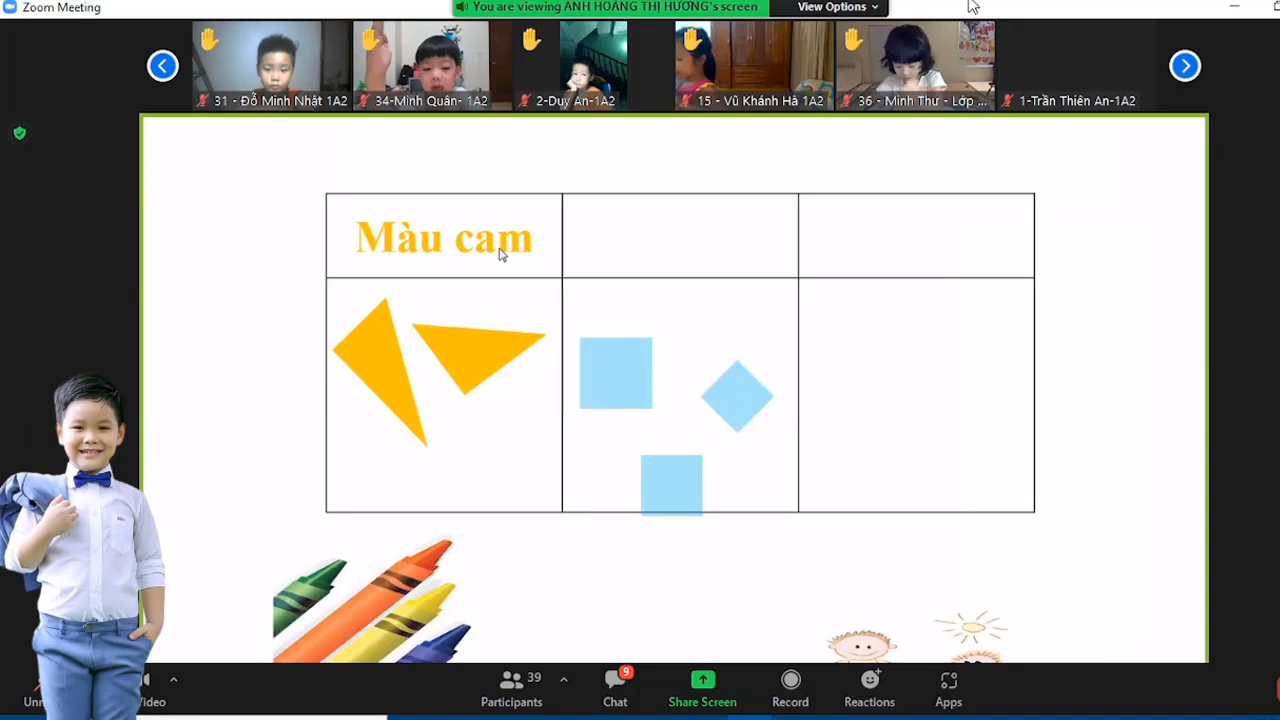 Zoom Meeting
You are viewing ANH HOÀNG THỊ HƯƠNG's screen
View Options
31 - Đỗ Minh Nhật 1A2
34-Minh Quân- 1A2
2-Duy An-1A2
15 - Vũ Khánh Hà 1A2
36 - Minh Thư - Lớp ...
1-Trần Thiên An-1A2
Màu cam
Video
39
Participants
9
Chat
Share Screen
Record
Reactions
Apps